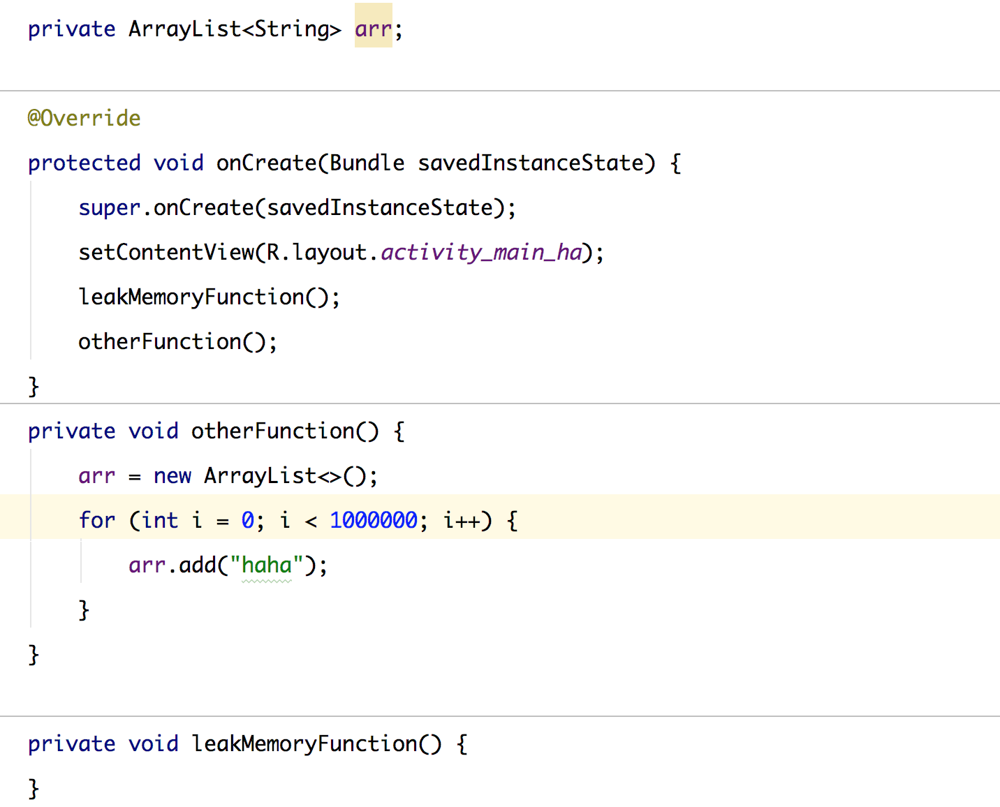 private ArrayList<String> arr;
@Override
protected void onCreate(Bundle savedInstanceState) {
super.onCreate(savedInstanceState);
setContentView(R.layout.activity_main_ha);
leakMemoryFunction();
otherFunction();
}
private void otherFunction() {
arr = new ArrayList<>();
for (int i = 0; i < 1000000; i++) {
arr.add("haha");
}
}
private void leakMemoryFunction() {
}